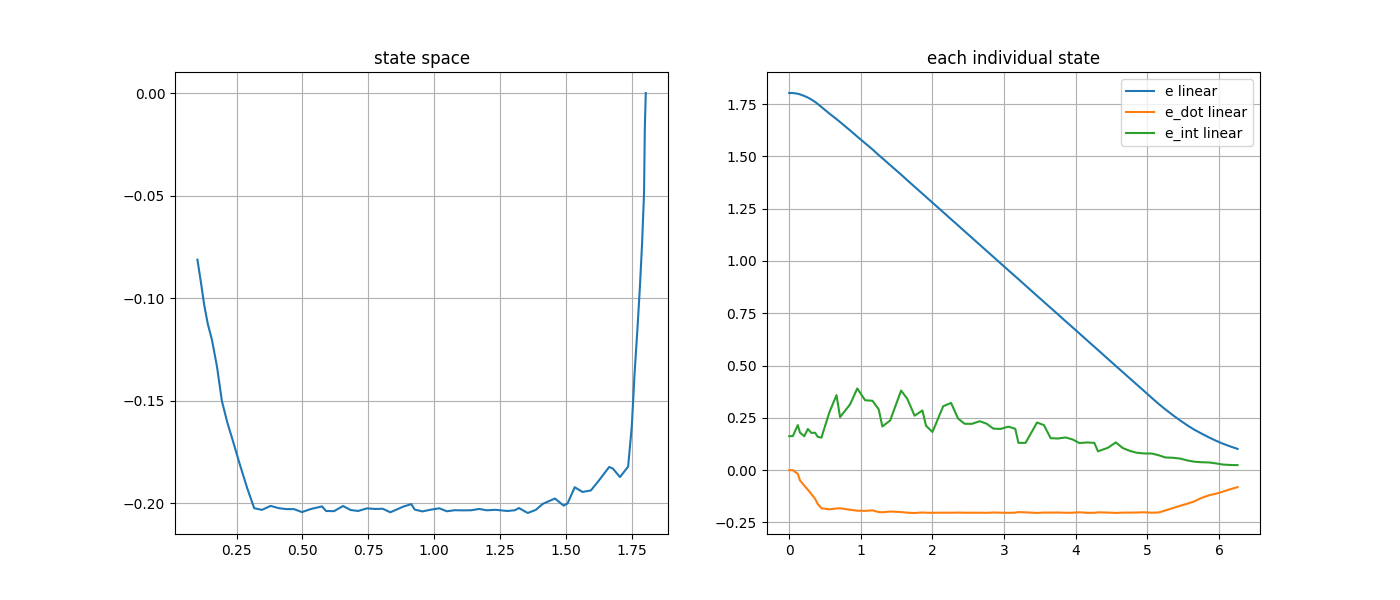 state space
0.00
−0.05
−0.10
−0.15
−0.20
0.25 0.50 0.75 1.00 1.25 1.50 1.75
each individual state
e linear
e_dot linear
e_int linear
1.75
1.50
1.25
1.00
0.75
0.50
0.25
0.00
−0.25
0 1 2 3 4 5 6